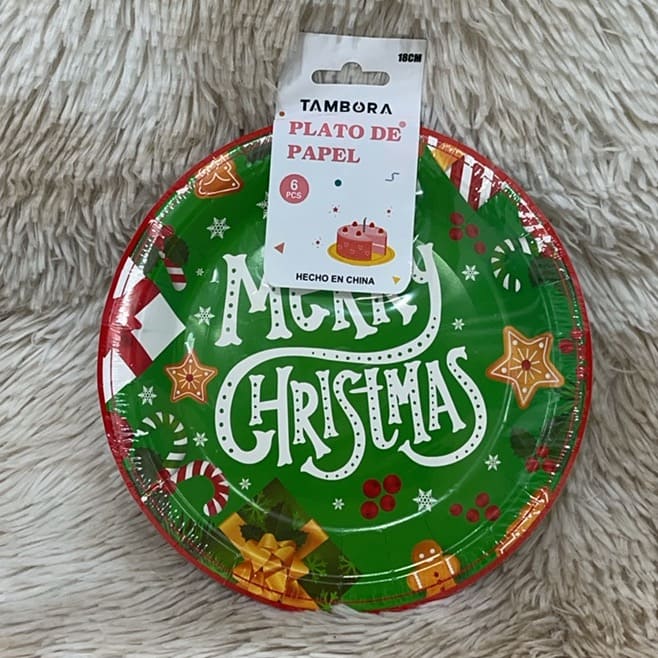 18CM
TAMBORA
PLATO DE
PAPEL
6
PCS
HECHO EN CHINA
MERRY
CHRISTMAS